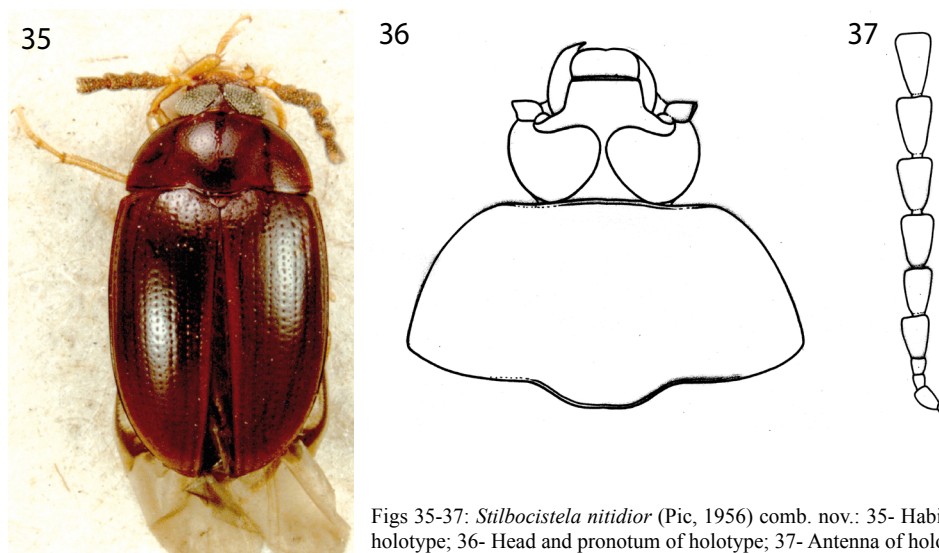 35
36
37
Figs 35-37: Stilbocistela nitidior (Pic, 1956) comb. nov.: 35- Habi
holotype; 36- Head and pronotum of holotype; 37- Antenna of hol